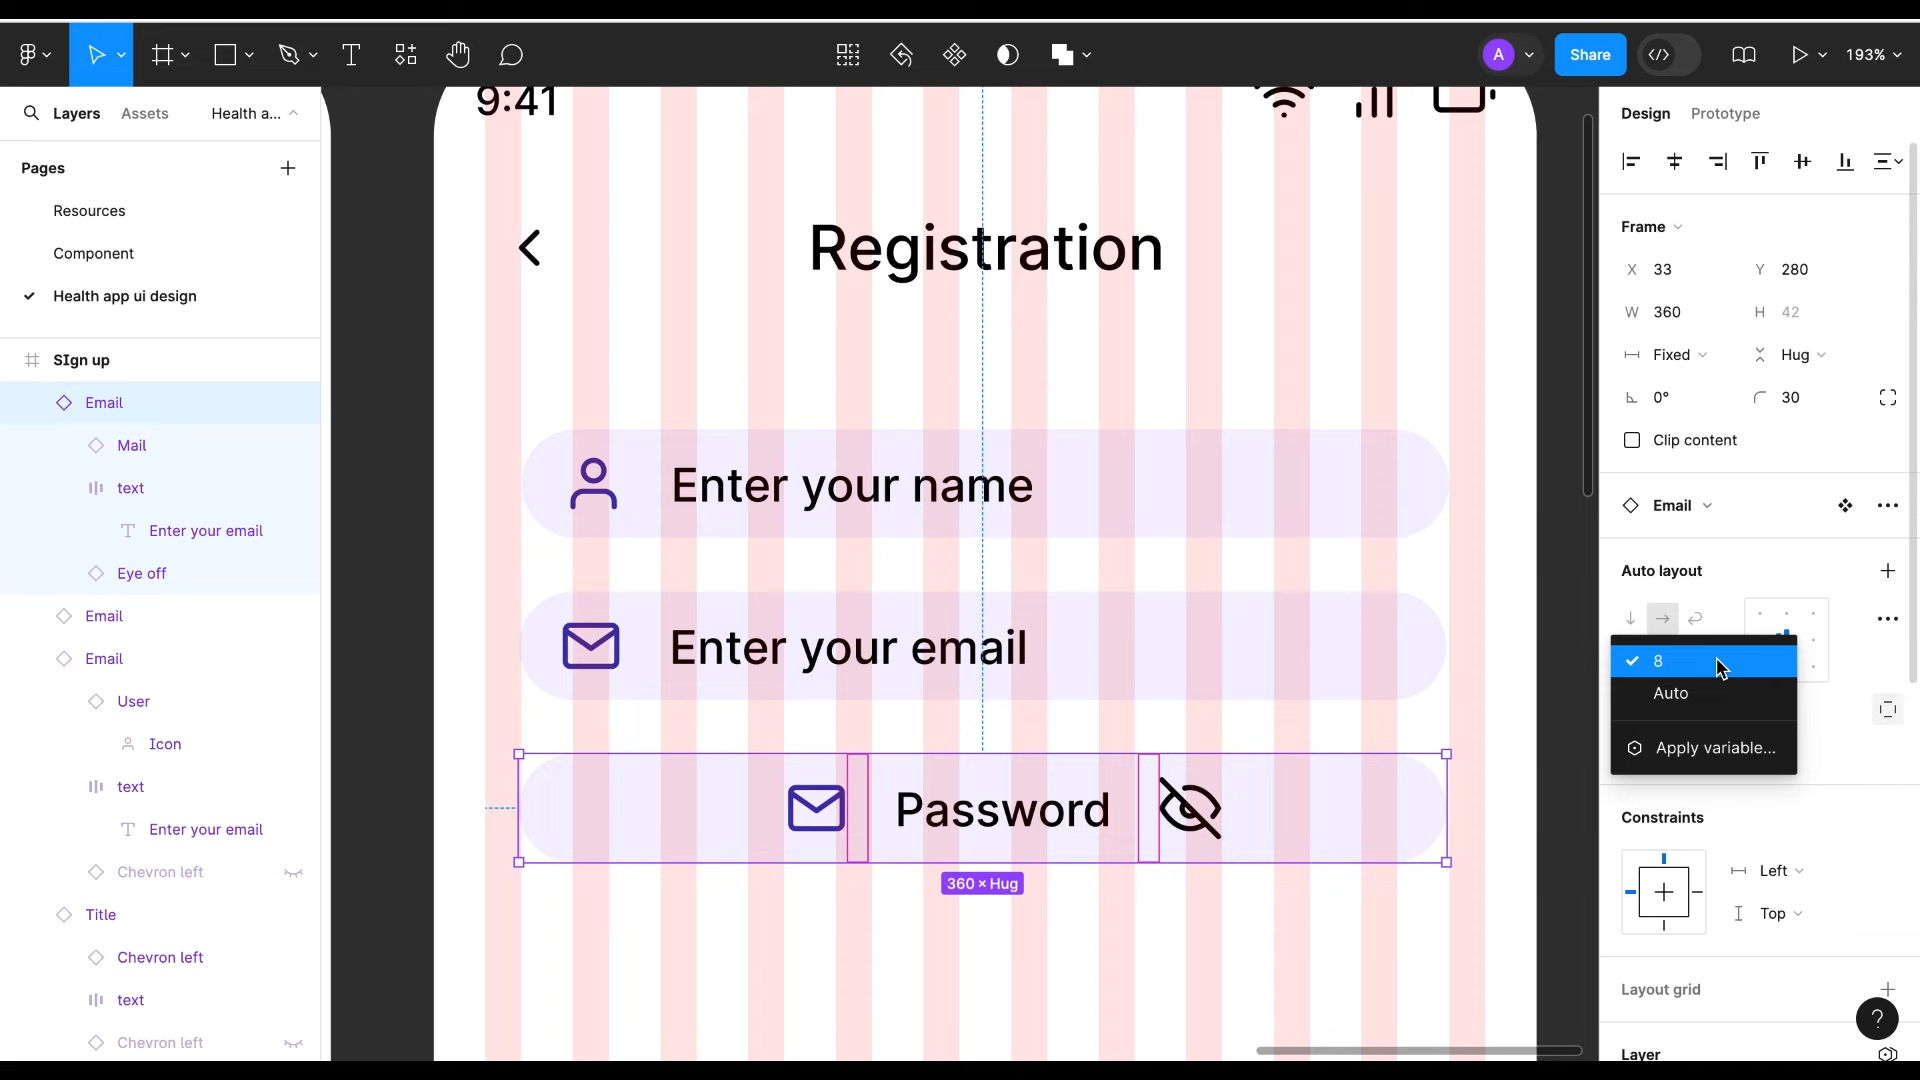 A
Share
193%
Layers
Assets
Health a...
Pages
Resources
Component
Health app ui design
SIgn up
Email
Mail
text
Enter your email
Eye off
Email
Email
User
Icon
text
Enter your email
Chevron left
Title
Chevron left
text
Chevron left
9:41
Registration
Enter your name
Enter your email
Password
360 × Hug
Design
Prototype
Frame
X 33
Y 280
W 360
H 42
Fixed
Hug
0°
30
Clip content
Email
Auto layout
8
Auto
Apply variable...
Constraints
Left
Top
Layout grid
?
Layer